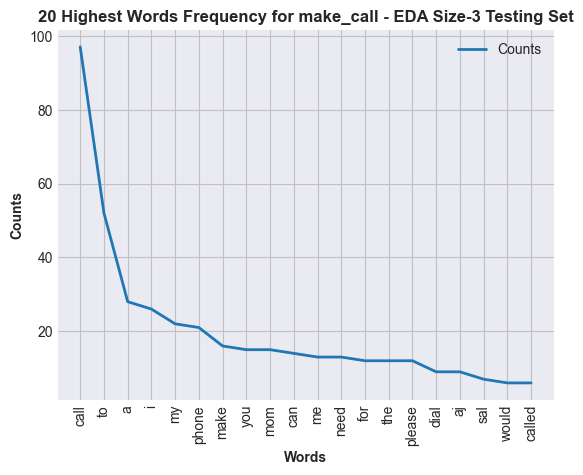 20 Highest Words Frequency for make_call - EDA Size-3 Testing Set
Counts
100
80
60
40
20
Counts
call
to
a
i
my
phone
make
you
mom
can
me
need
for
the
please
dial
aj
sal
would
called
Words